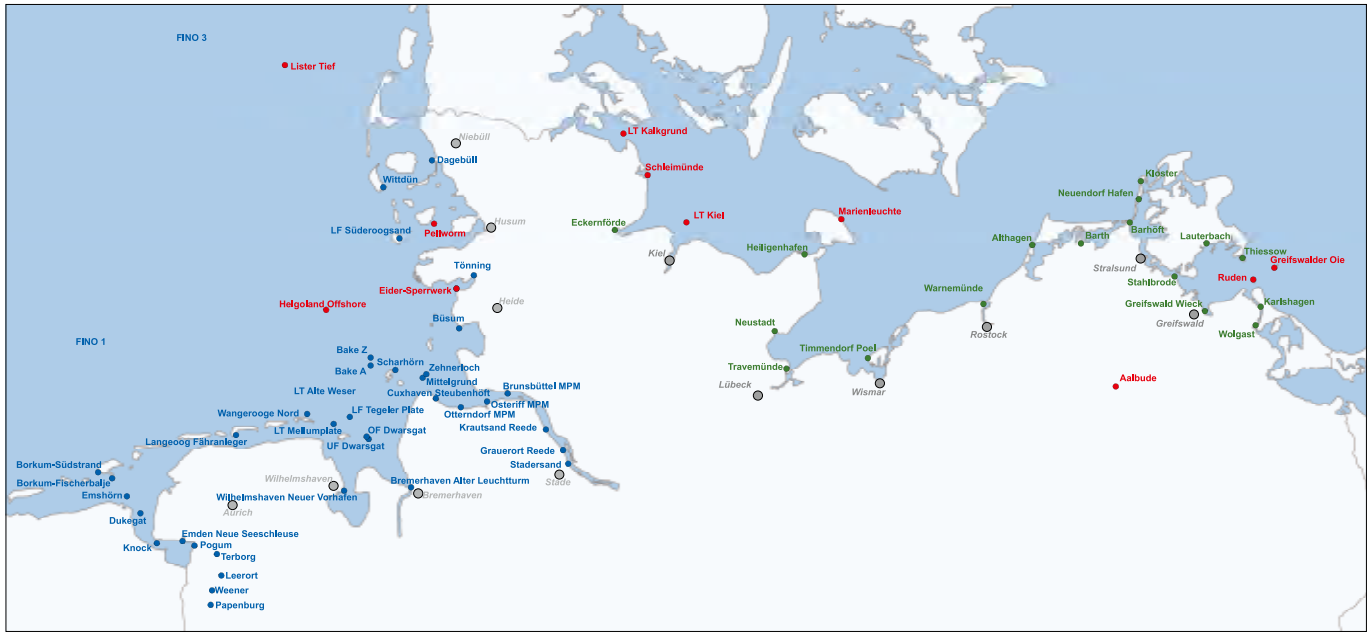 FINO 3
Lister Tief
LT Kalkgrund
Niebüll
Dagebüll
Schleimünde
Kloster
Wittdün
Neuendorf Hafen
LT Kiel
Marienleuchte
Eckernförde
Husum
LF Süderoogsand
Pellworm
Barhöft
Althagen
Barth
Lauterbach
Heiligenhafen
Thiessow
Kiel
Greifswalder Oie
Tönning
Stralsund
Ruden
Stahlbrode
Eider-Sperrwerk
Warnemünde
Helgoland Offshore
Heide
Greifswald Wieck
Karlshagen
Büsum
Greifswald
Neustadt
Rostock
Wolgast
FINO 1
Bake Z
Timmendorf Poel
Scharhörn
Zehnerloch
Bake A
Travemünde
Mittelgrund
Aalbude
LT Alte Weser
Cuxhaven Steubenhöft
Brunsbüttel MPM
Lübeck
Wismar
Osteriff MPM
LF Tegeler Plate
Wangerooge Nord
Otterndorf MPM
LT Mellumplate
OF Dwarsgat
Krautsand Reede
Langeoog Fähranleger
UF Dwarsgat
Grauerort Reede
Borkum-Südstrand
Stadersand
Borkum-Fischerbalje
Wilhelmshaven
Bremerhaven Alter Leuchtturm
Stade
Emshörn
Wilhelmshaven Neuer Vorhafen
Bremerhaven
Aurich
Dukegat
Emden Neue Seeschleuse
Knock
Pogum
Terborg
Leerort
Weener
Papenburg